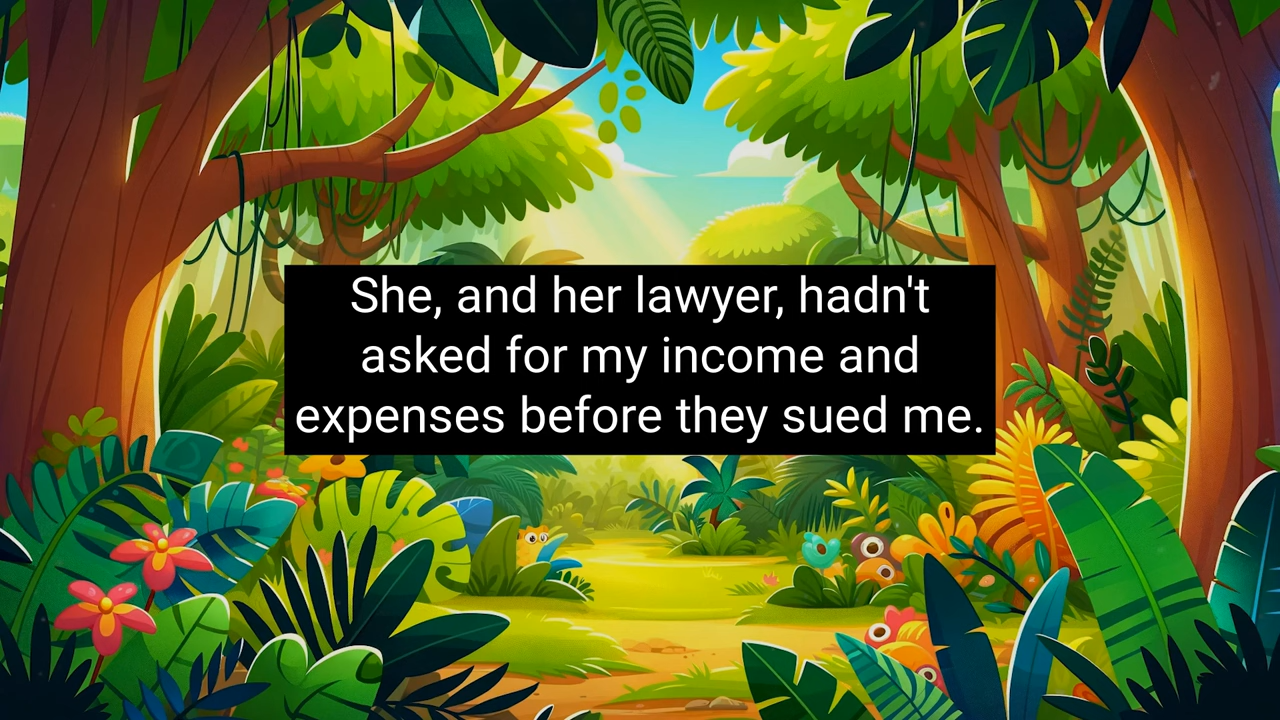 She, and her lawyer, hadn't
asked for my income and
expenses before they sued me.